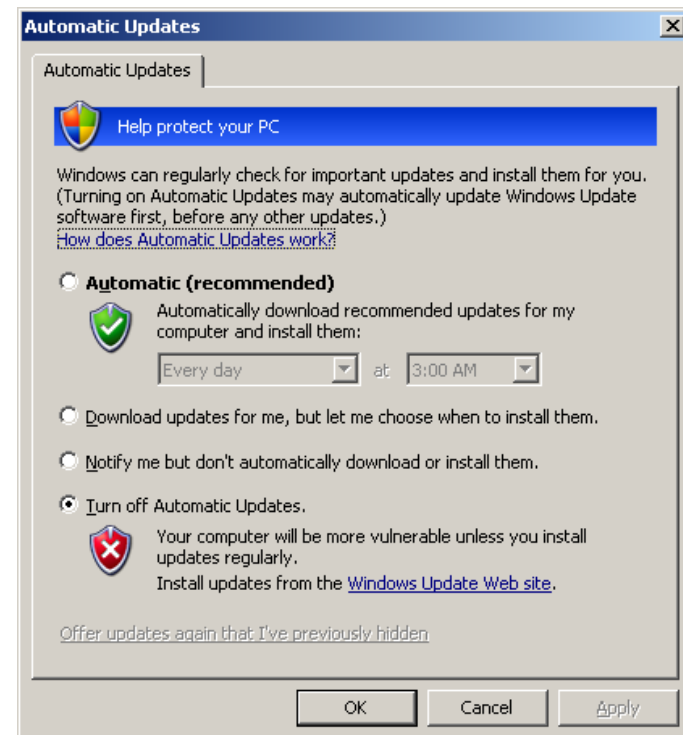 Automatic Updates
Automatic Updates
Help protect your PC
Windows can regularly check for important updates and install them for you.
(Turning on Automatic Updates may automatically update Windows Update
software first, before any other updates.)
How does Automatic Updates work?
Automatic (recommended)
Automatically download recommended updates for my
computer and install them:
Every day at 3:00 AM
Download updates for me, but let me choose when to install them.
Notify me but don't automatically download or install them.
Turn off Automatic Updates.
Your computer will be more vulnerable unless you install
updates regularly.
Install updates from the Windows Update Web site.
Offer updates again that I've previously hidden
OK Cancel Apply